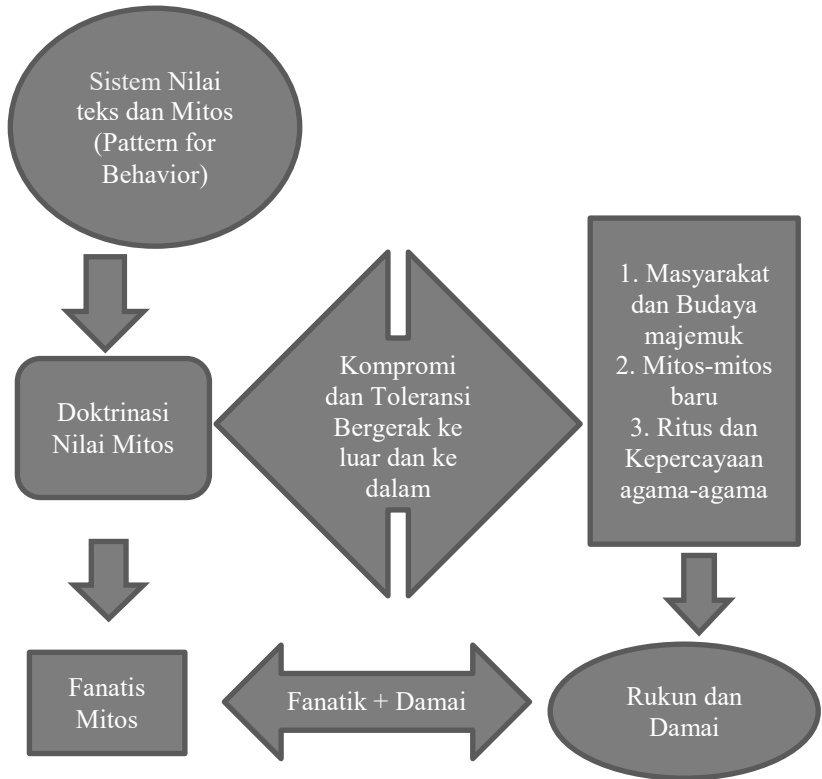 Sistem Nilai
teks dan Mitos
(Pattern for
Behavior)
Doktrinasi
Nilai Mitos
Fanatis
Mitos
Kompromi
dan Toleransi
Bergerak ke
luar dan ke
dalam
Fanatik + Damai
1. Masyarakat
dan Budaya
majemuk
2. Mitos-mitos
baru
3. Ritus dan
Kepercayaan
agama-agama
Rukun dan
Damai